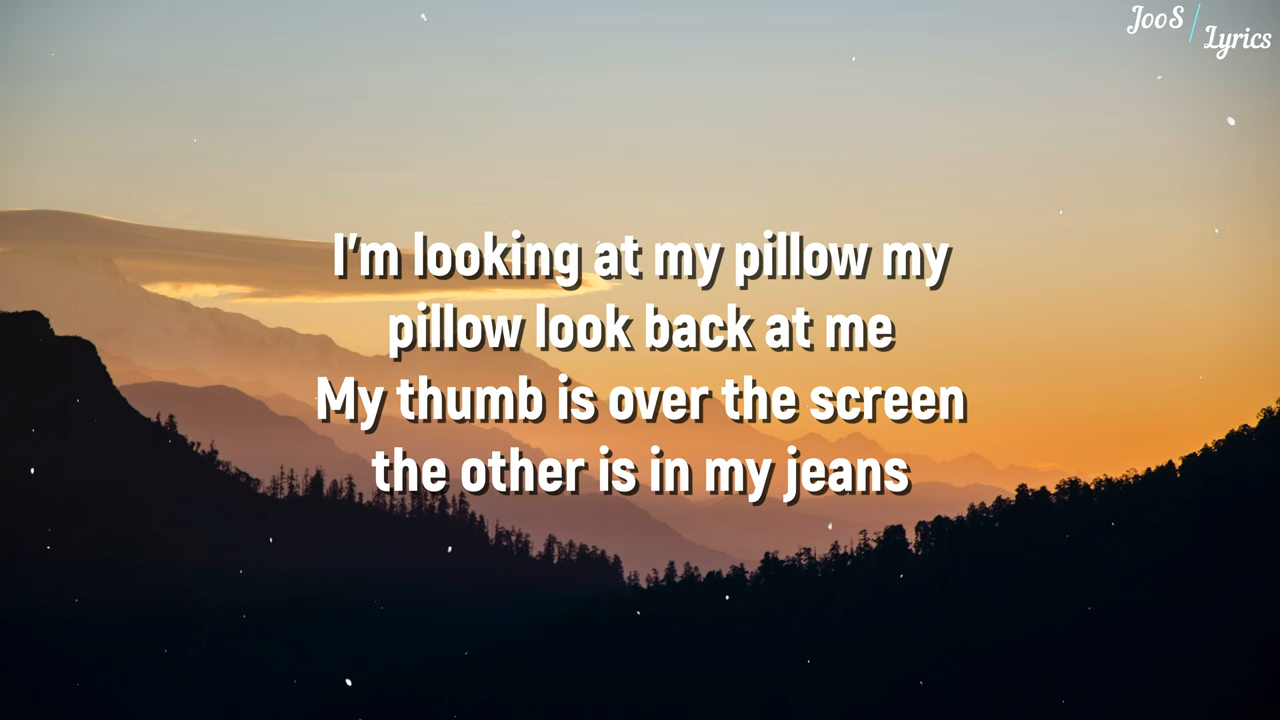 JooS / Lyrics
I'm looking at my pillow my
pillow look back at me
My thumb is over the screen
the other is in my jeans